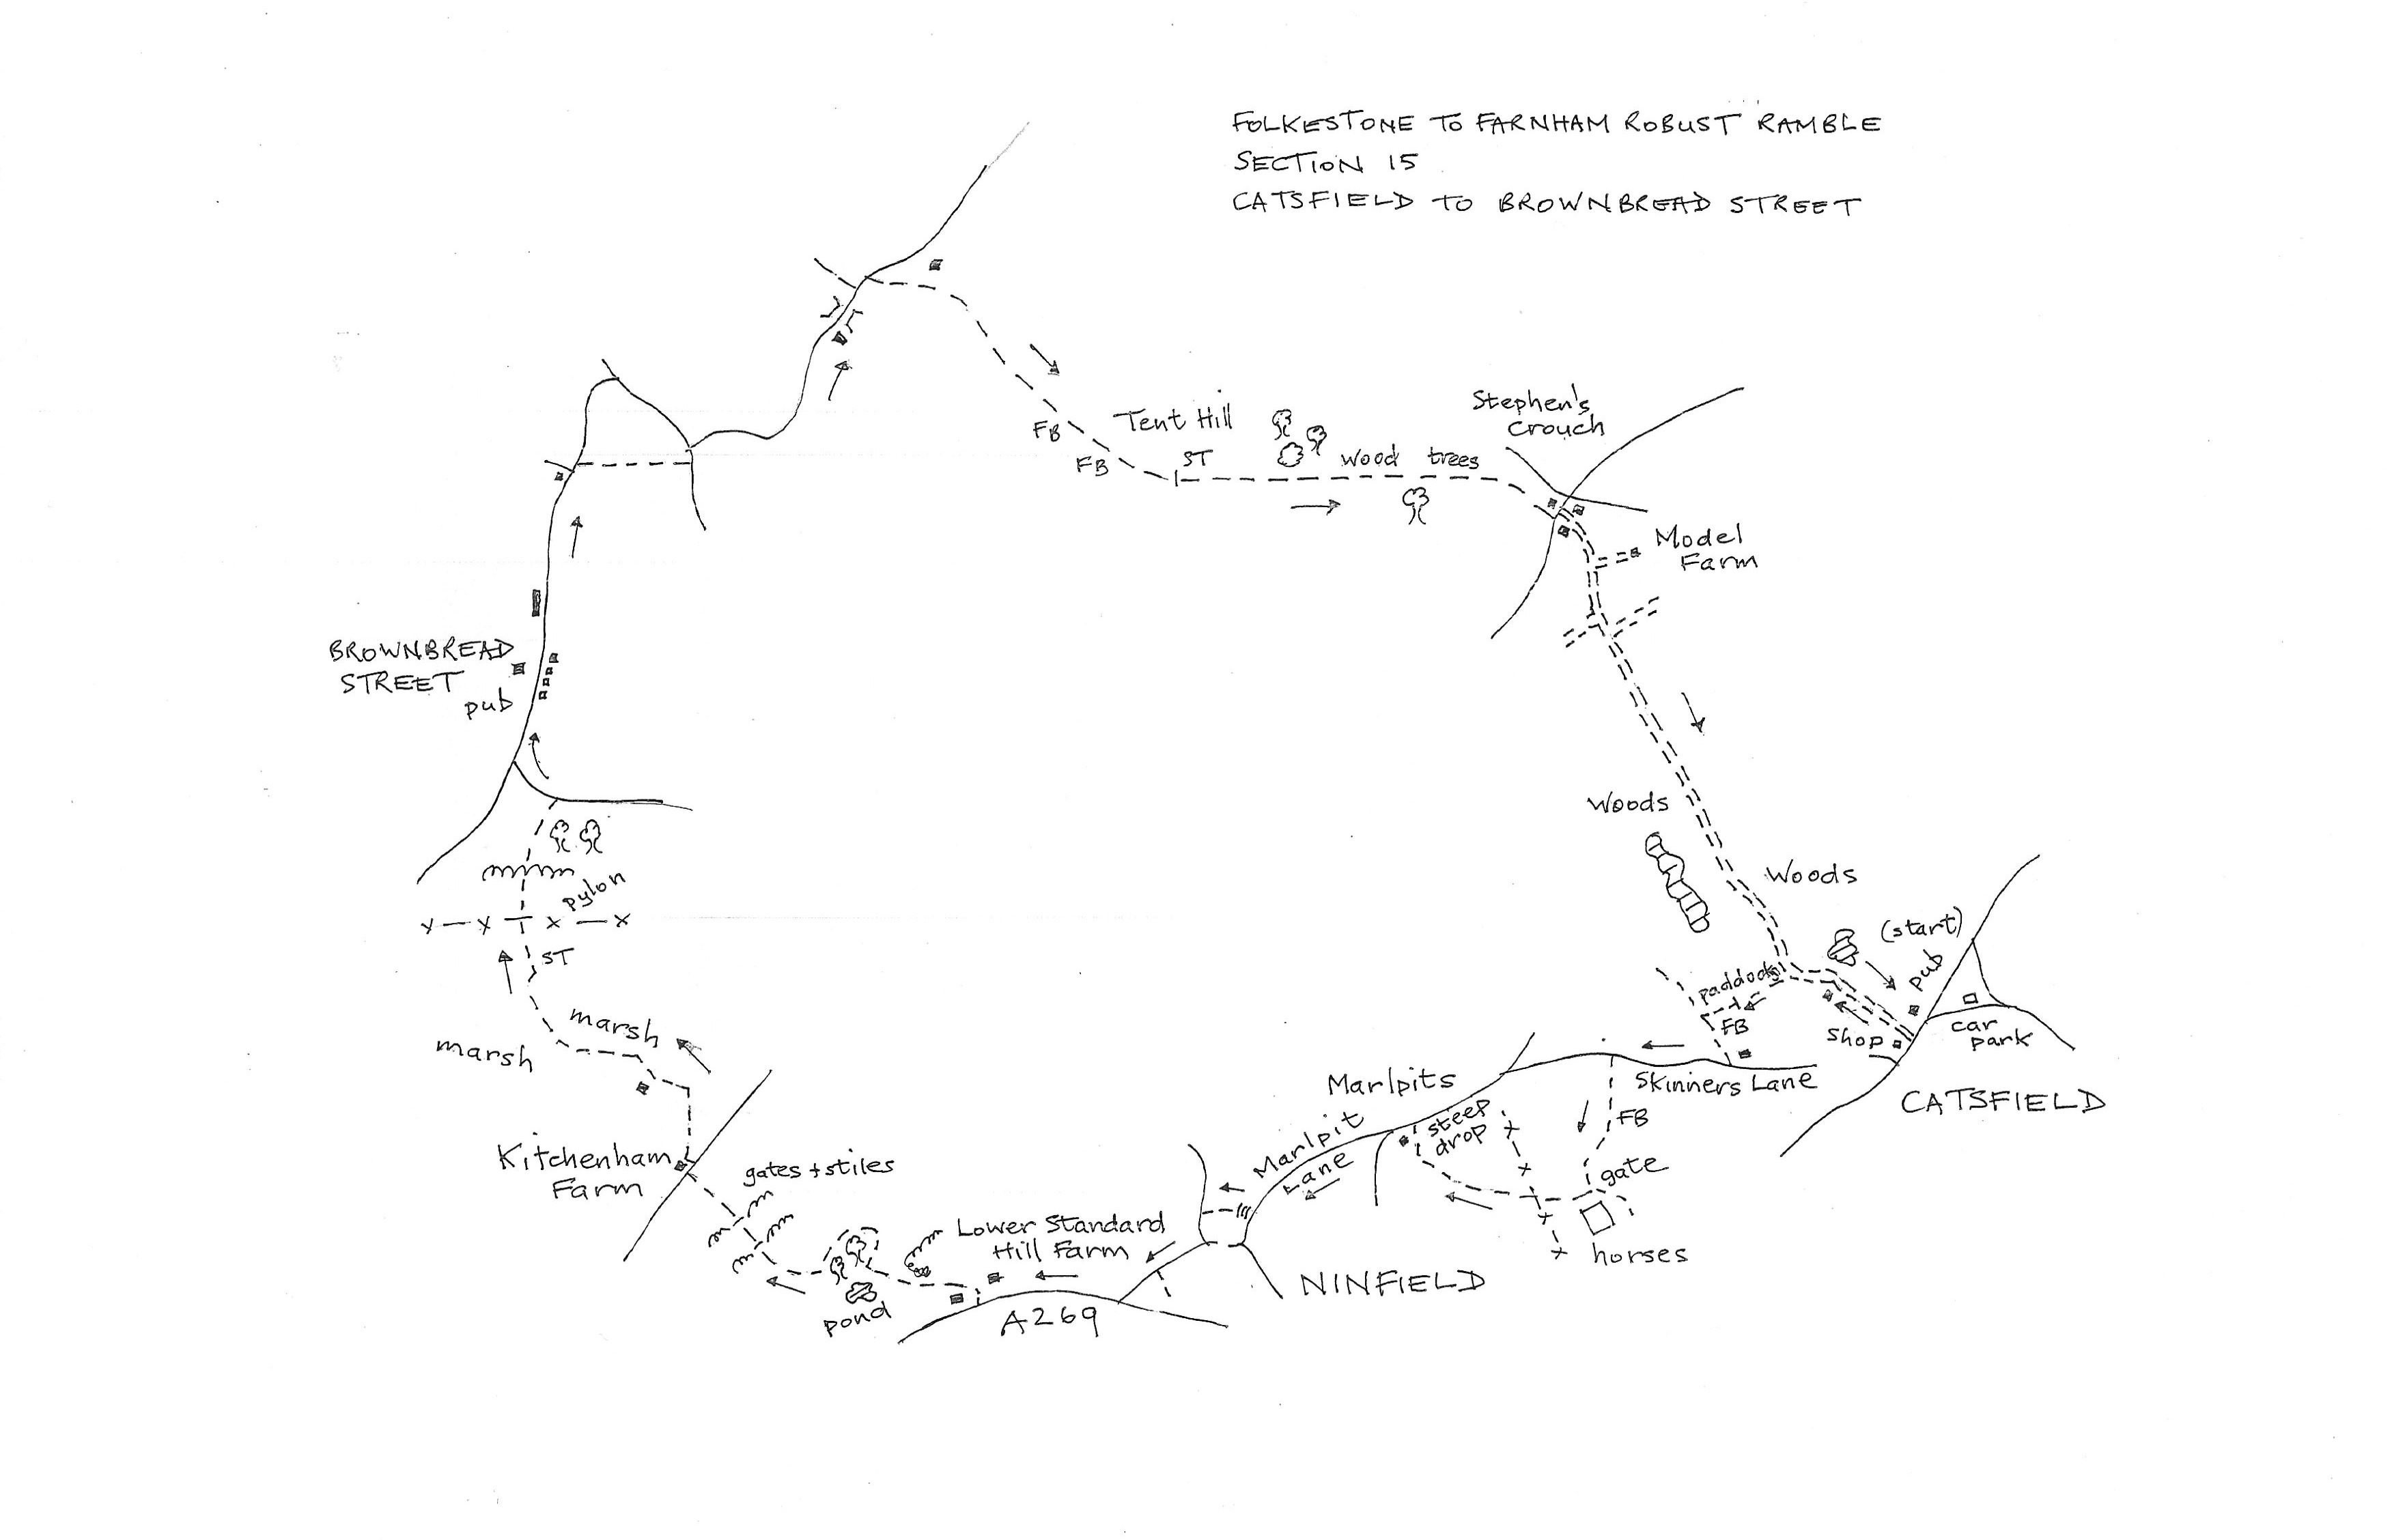 FOLKESTONE TO FARNHAM ROBUST RAMBLE
SECTION 15
CATSFIELD TO BROWNBREAD STREET
Stephen's
Crouch
Tent Hill
FB
FB
ST
wood trees
Model
Farm
BROWNBREAD
STREET
pub
Woods
Woods
(start)
pub
pylon
ST
paddocks
FB
shop
car
park
marsh
marsh
Skinners Lane
CATSFIELD
Marlpits
Marlpit
Lane
steep
drop
FB
gate
horses
Kitchenham
Farm
gates + stiles
Lower Standard
Hill Farm
NINFIELD
pond
A269